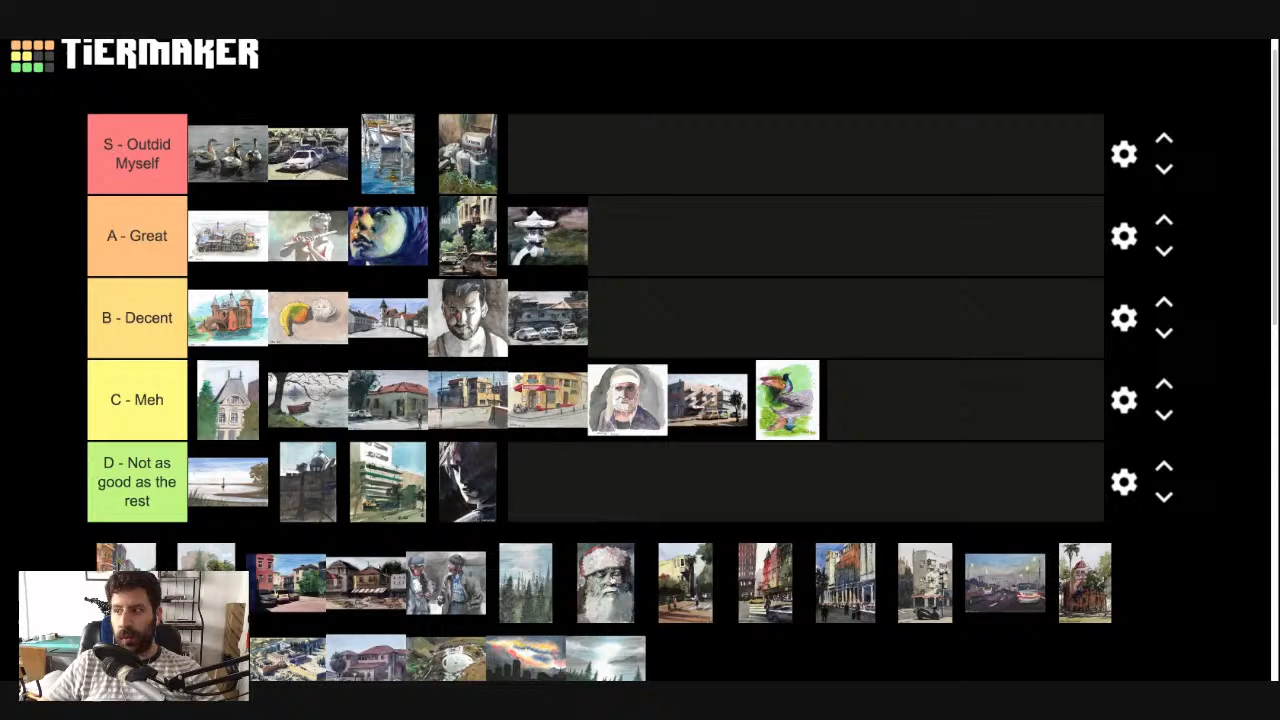 TiERMAKER
S - Outdid
Myself
A - Great
B - Decent
C - Meh
D - Not as
good as the
rest